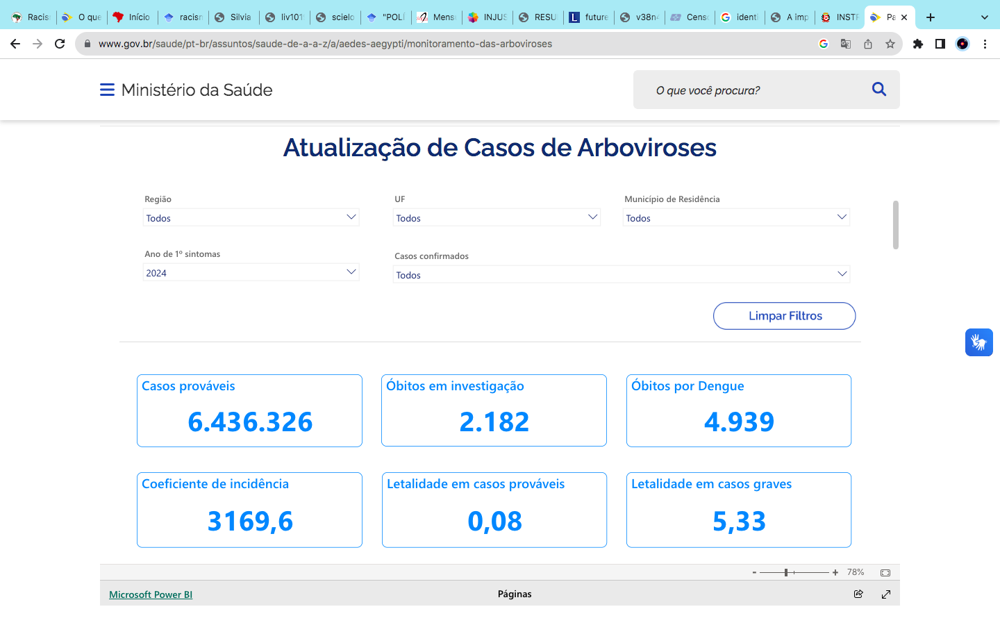 Racis O que Início racism Silvia liv101 scielo "POLÍ Mens INJUS RESU future v38n4 Censo identi A imp INSTR Pa
www.gov.br/saude/pt-br/assuntos/saude-de-a-a-z/a/aedes-aegypti/monitoramento-das-arboviroses
Ministério da Saúde
O que você procura?
Atualização de Casos de Arboviroses
Região UF Município de Residência
Todos Todos Todos
Ano de 1º sintomas Casos confirmados
2024 Todos
Limpar Filtros
Casos prováveis Óbitos em investigação Óbitos por Dengue
6.436.326 2.182 4.939
Coeficiente de incidência Letalidade em casos prováveis Letalidade em casos graves
3169,6 0,08 5,33
- + 78%
Microsoft Power BI Páginas